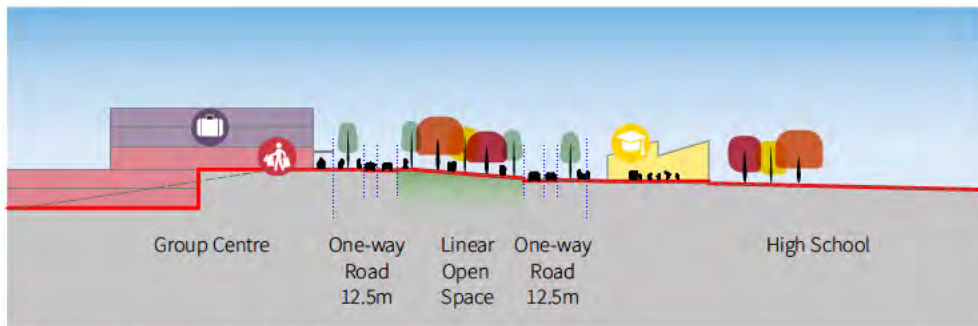 Group Centre
One-way
Road
12.5m
Linear
Open
Space
One-way
Road
12.5m
High School